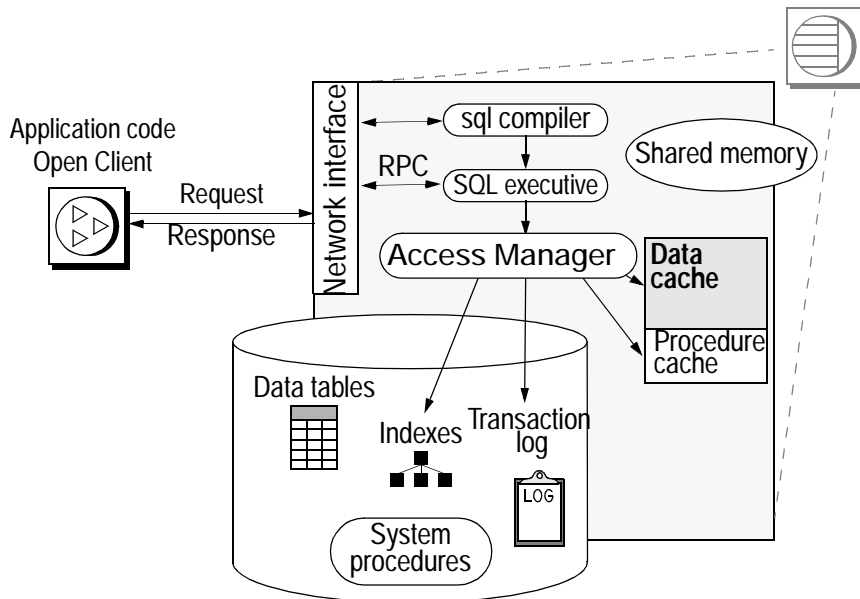 Application code
Open Client
Request
Response
Network interface
sql compiler
RPC
SQL executive
Shared memory
Access Manager
Data
cache
Procedure
cache
Data tables
Indexes
Transaction
log
LOG
System
procedures